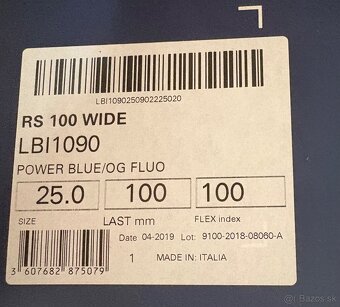 LBI1090250902225020
RS 100 WIDE
LBI1090
POWER BLUE/OG FLUO
25.0 100 100
SIZE LAST mm FLEX index
Date 04-2019 Lot: 9100-2018-08060-A
1 MADE IN: ITALIA
3 607682 875079
Bazos.sk